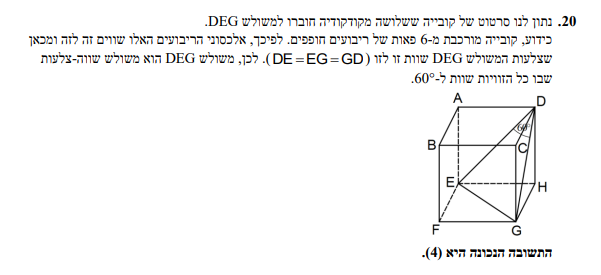 20. נתון לנו סרטוט של קובייה ששלושה מקודקודיה חוברו למשולש DEG.
כידוע, קובייה מורכבת מ-6 פאות של ריבועים חופפים. לפיכך, אלכסוני הריבועים האלו שווים זה לזה ומכאן
שצלעות המשולש DEG שוות זו לזו (DE = EG = GD). לכן, משולש DEG הוא משולש שווה-צלעות
שבו כל הזוויות שוות ל-60°.
A
D
60°
B
C
E
H
F
G
התשובה הנכונה היא (4).